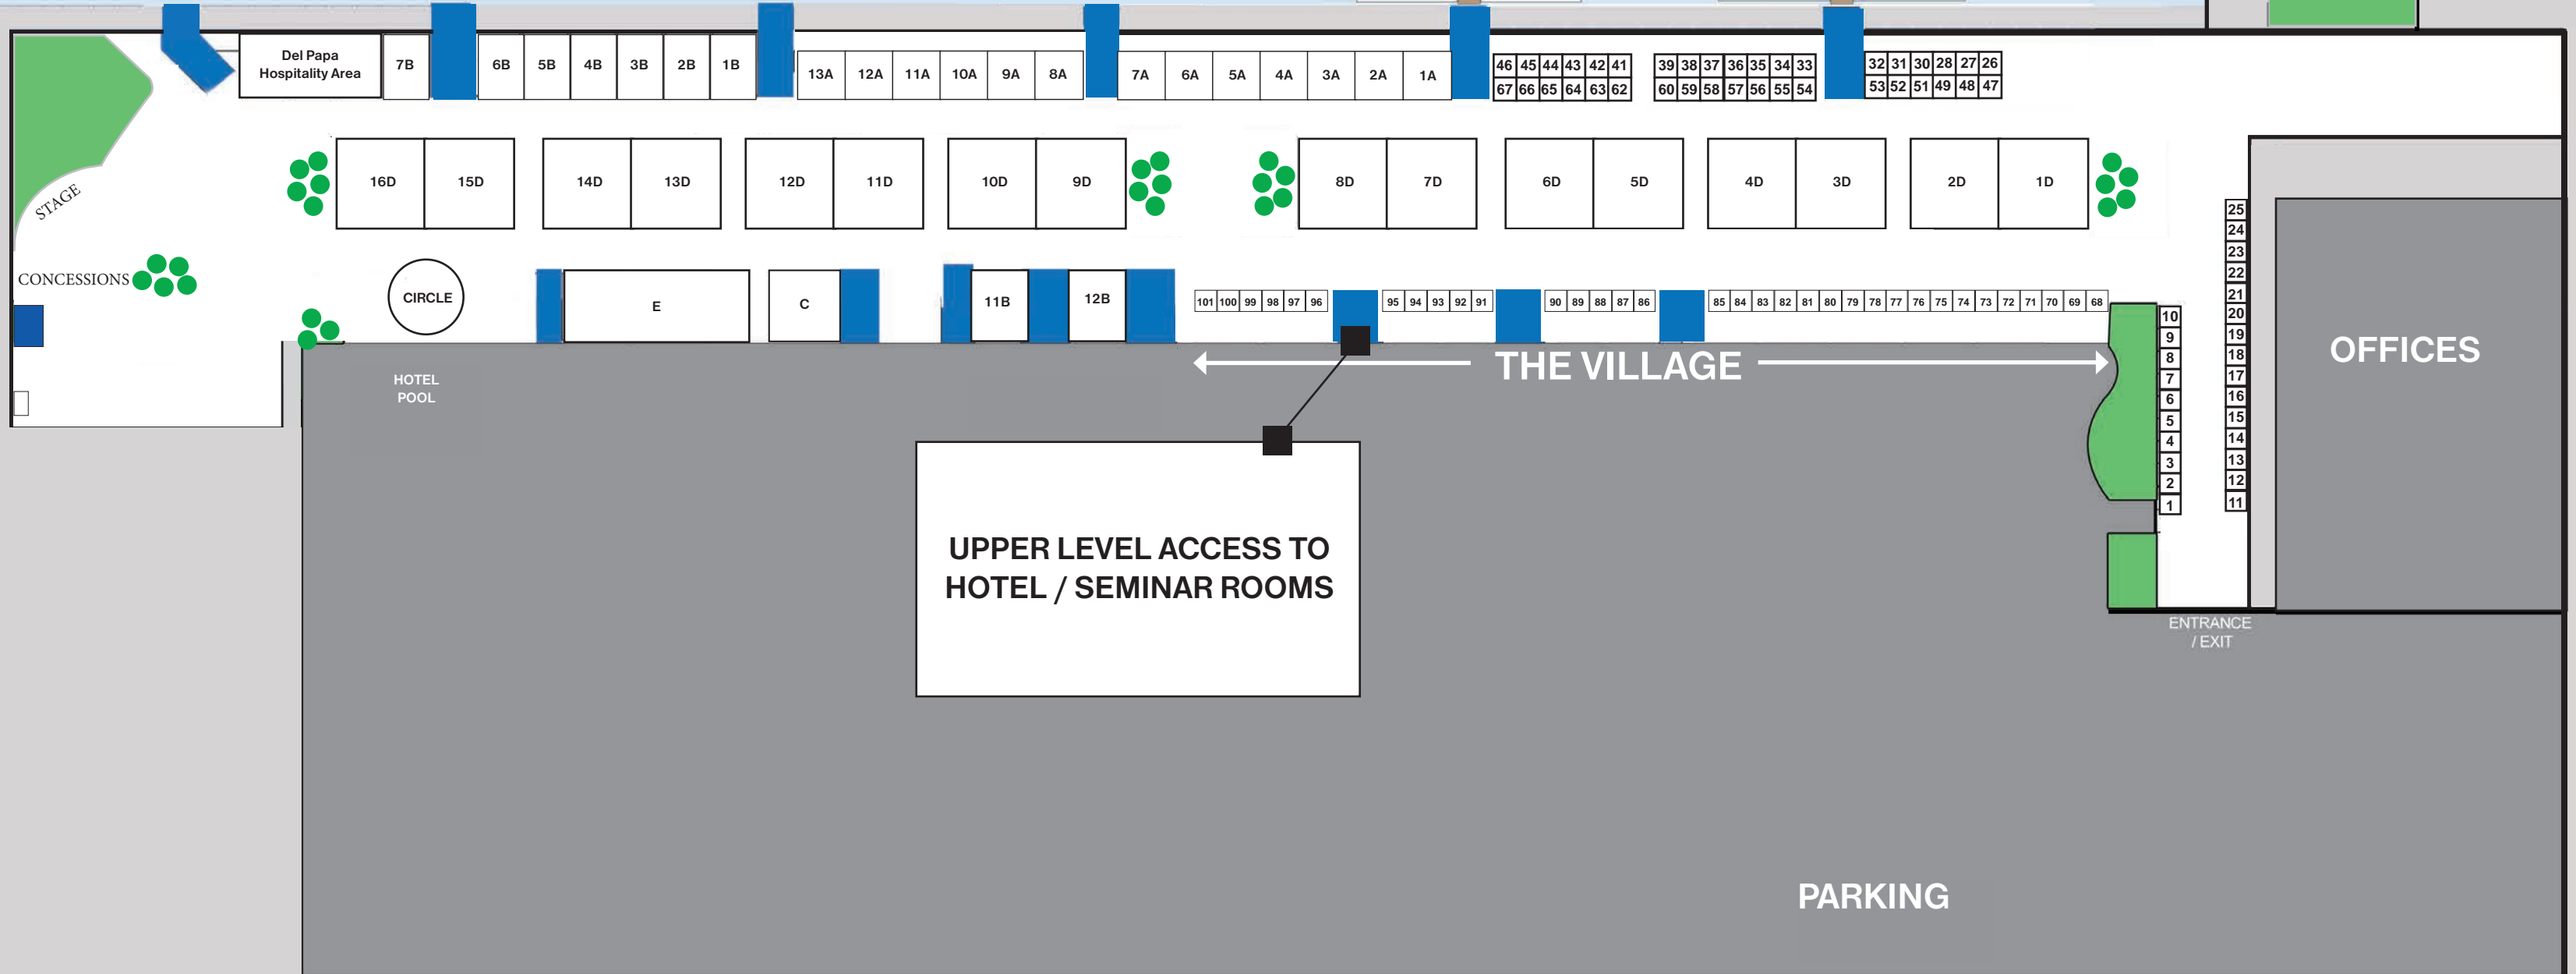 Del Papa
Hospitality Area
7B
6B 5B 4B 3B 2B 1B
13A 12A 11A 10A 9A 8A
7A 6A 5A 4A 3A 2A 1A
46 45 44 43 42 41
67 66 65 64 63 62
39 38 37 36 35 34 33
60 59 58 57 56 55 54
32 31 30 28 27 26
53 52 51 49 48 47
16D 15D
14D 13D
12D 11D
10D 9D
8D 7D
6D 5D
4D 3D
2D 1D
STAGE
CONCESSIONS
CIRCLE
E
C
11B
12B
101 100 99 98 97 96
95 94 93 92 91
90 89 88 87 86
85 84 83 82 81 80 79 78 77 76 75 74 73 72 71 70 69 68
25
24
23
22
21
20
19
18
17
16
15
14
13
12
11
10
9
8
7
6
5
4
3
2
1
OFFICES
THE VILLAGE
HOTEL
POOL
UPPER LEVEL ACCESS TO
HOTEL / SEMINAR ROOMS
ENTRANCE
/ EXIT
PARKING